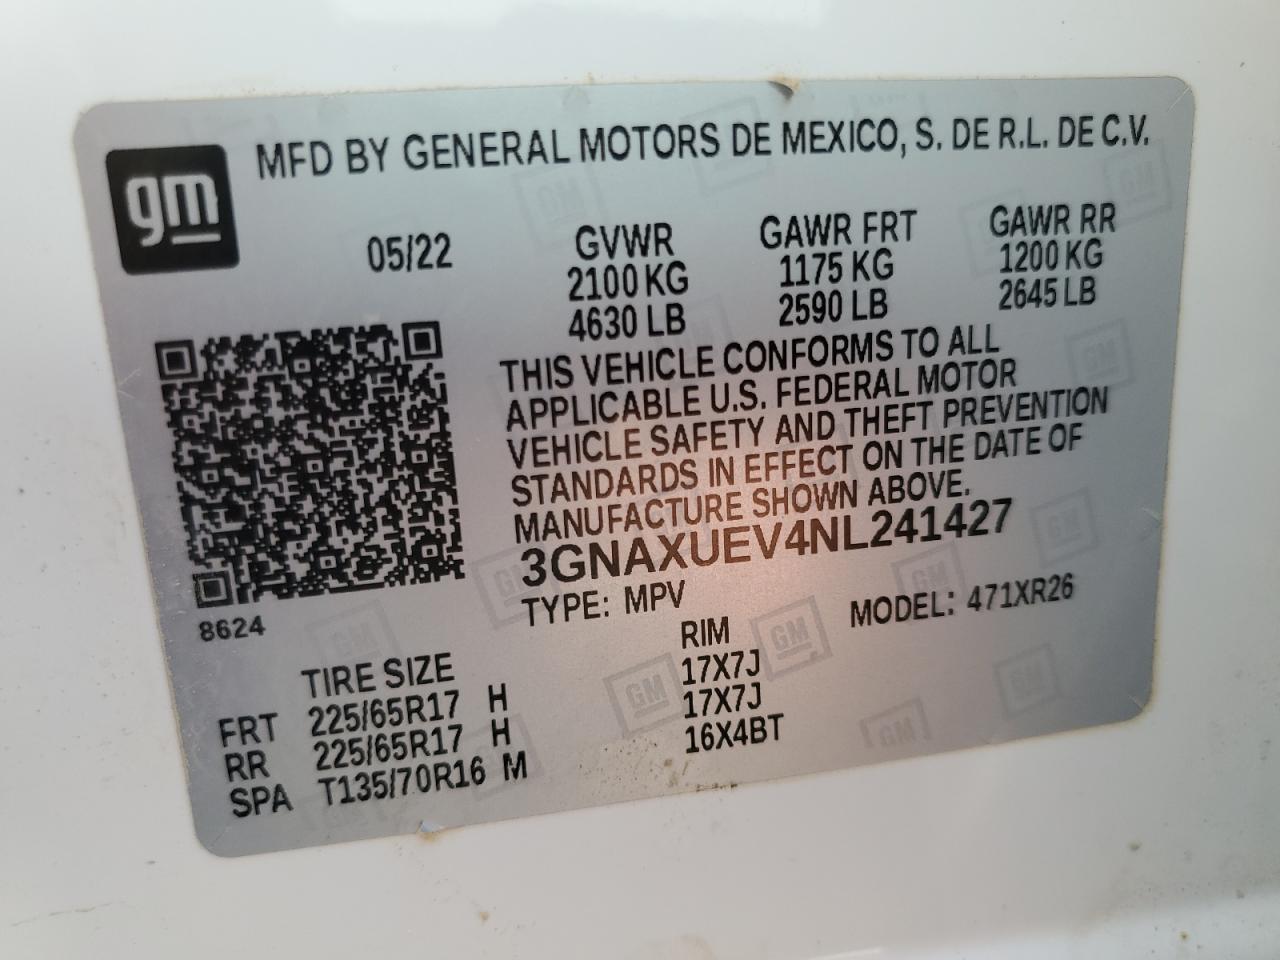 gm
MFD BY GENERAL MOTORS DE MEXICO, S. DE R.L. DE C.V.
05/22
GVWR GAWR FRT GAWR RR
2100 KG 1175 KG 1200 KG
4630 LB 2590 LB 2645 LB
THIS VEHICLE CONFORMS TO ALL
APPLICABLE U.S. FEDERAL MOTOR
VEHICLE SAFETY AND THEFT PREVENTION
STANDARDS IN EFFECT ON THE DATE OF
MANUFACTURE SHOWN ABOVE.
3GNAXUEV4NL241427
TYPE: MPV MODEL: 471XR26
8624
TIRE SIZE RIM
FRT 225/65R17 H 17X7J
RR 225/65R17 H 17X7J
SPA T135/70R16 M 16X4BT